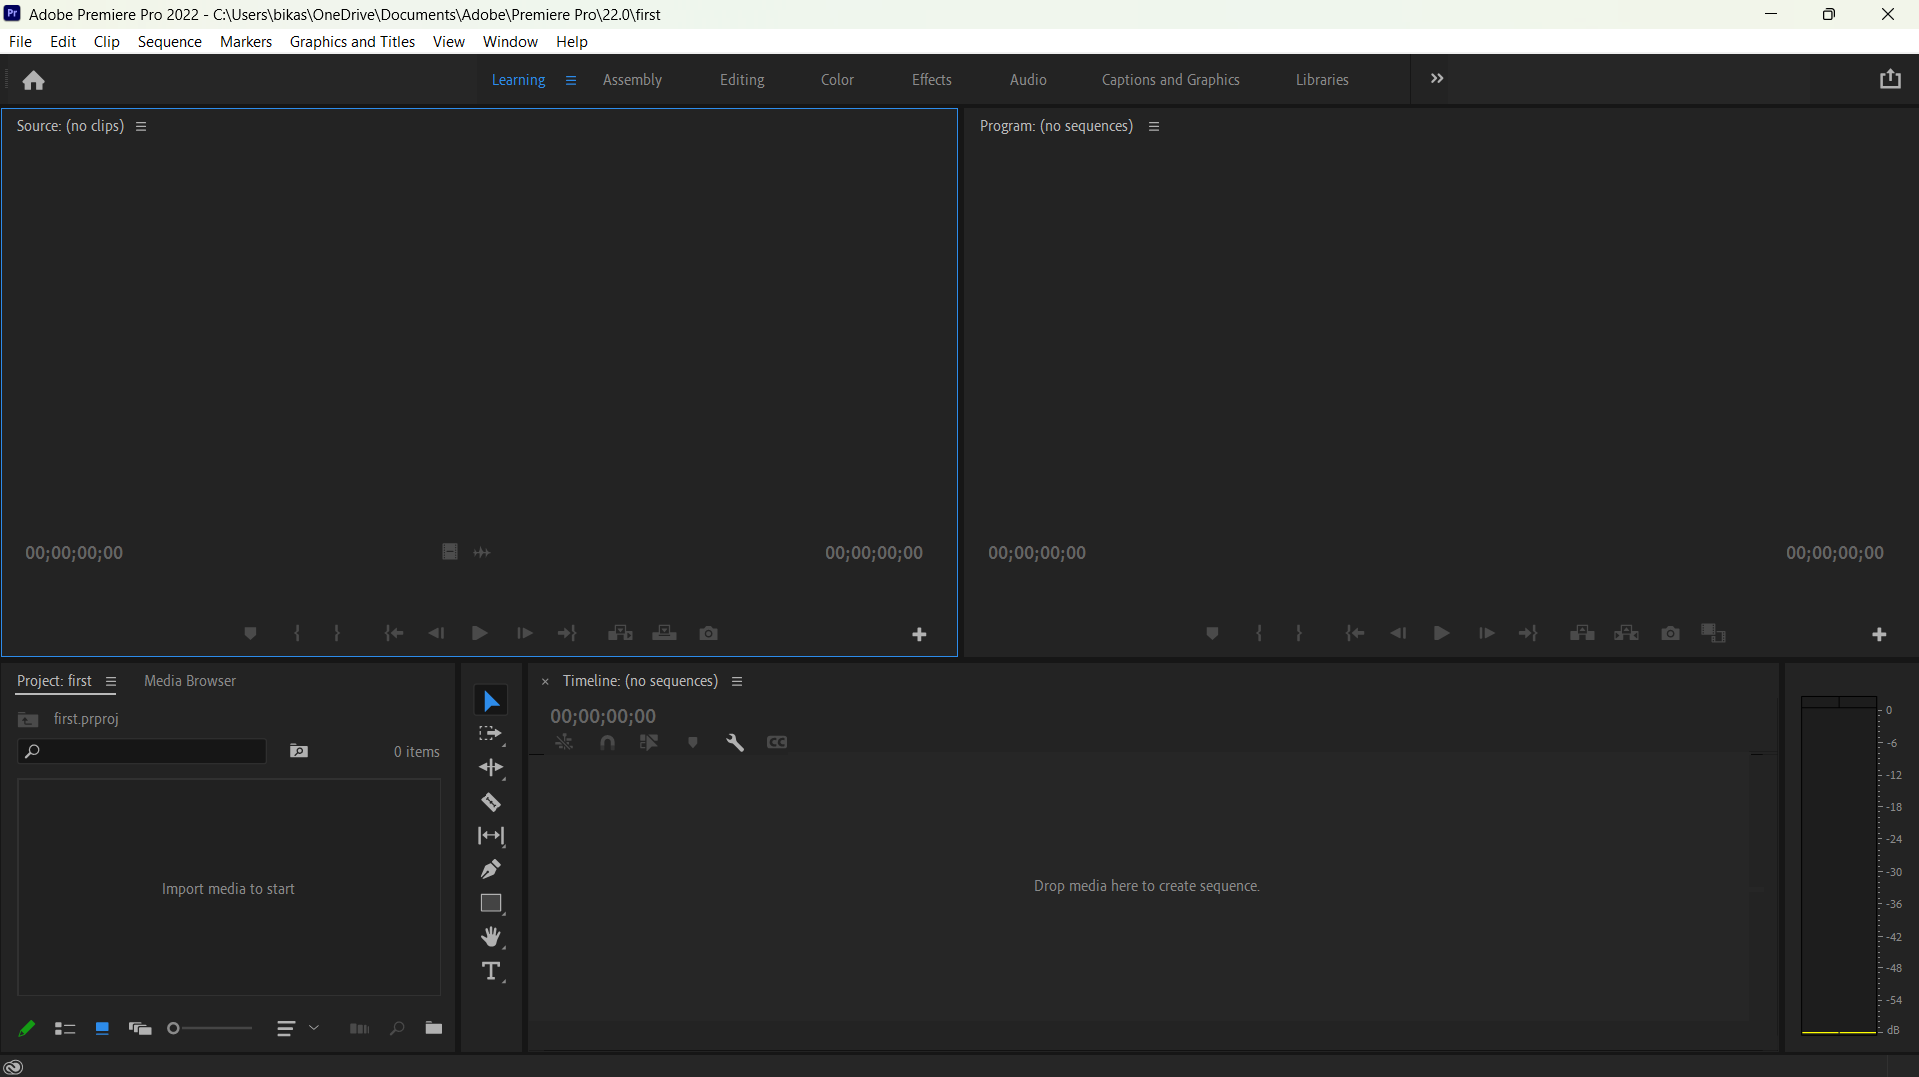 Pr Adobe Premiere Pro 2022 - C:\Users\bikas\OneDrive\Documents\Adobe\Premiere Pro\22.0\first
File Edit Clip Sequence Markers Graphics and Titles View Window Help
Learning Assembly Editing Color Effects Audio Captions and Graphics Libraries
Source: (no clips)
00;00;00;00 00;00;00;00
Program: (no sequences)
00;00;00;00 00;00;00;00
Project: first Media Browser
first.prproj
0 items
Import media to start
Timeline: (no sequences)
00;00;00;00
CC
Drop media here to create sequence.
0
-6
-12
-18
-24
-30
-36
-42
-48
-54
dB